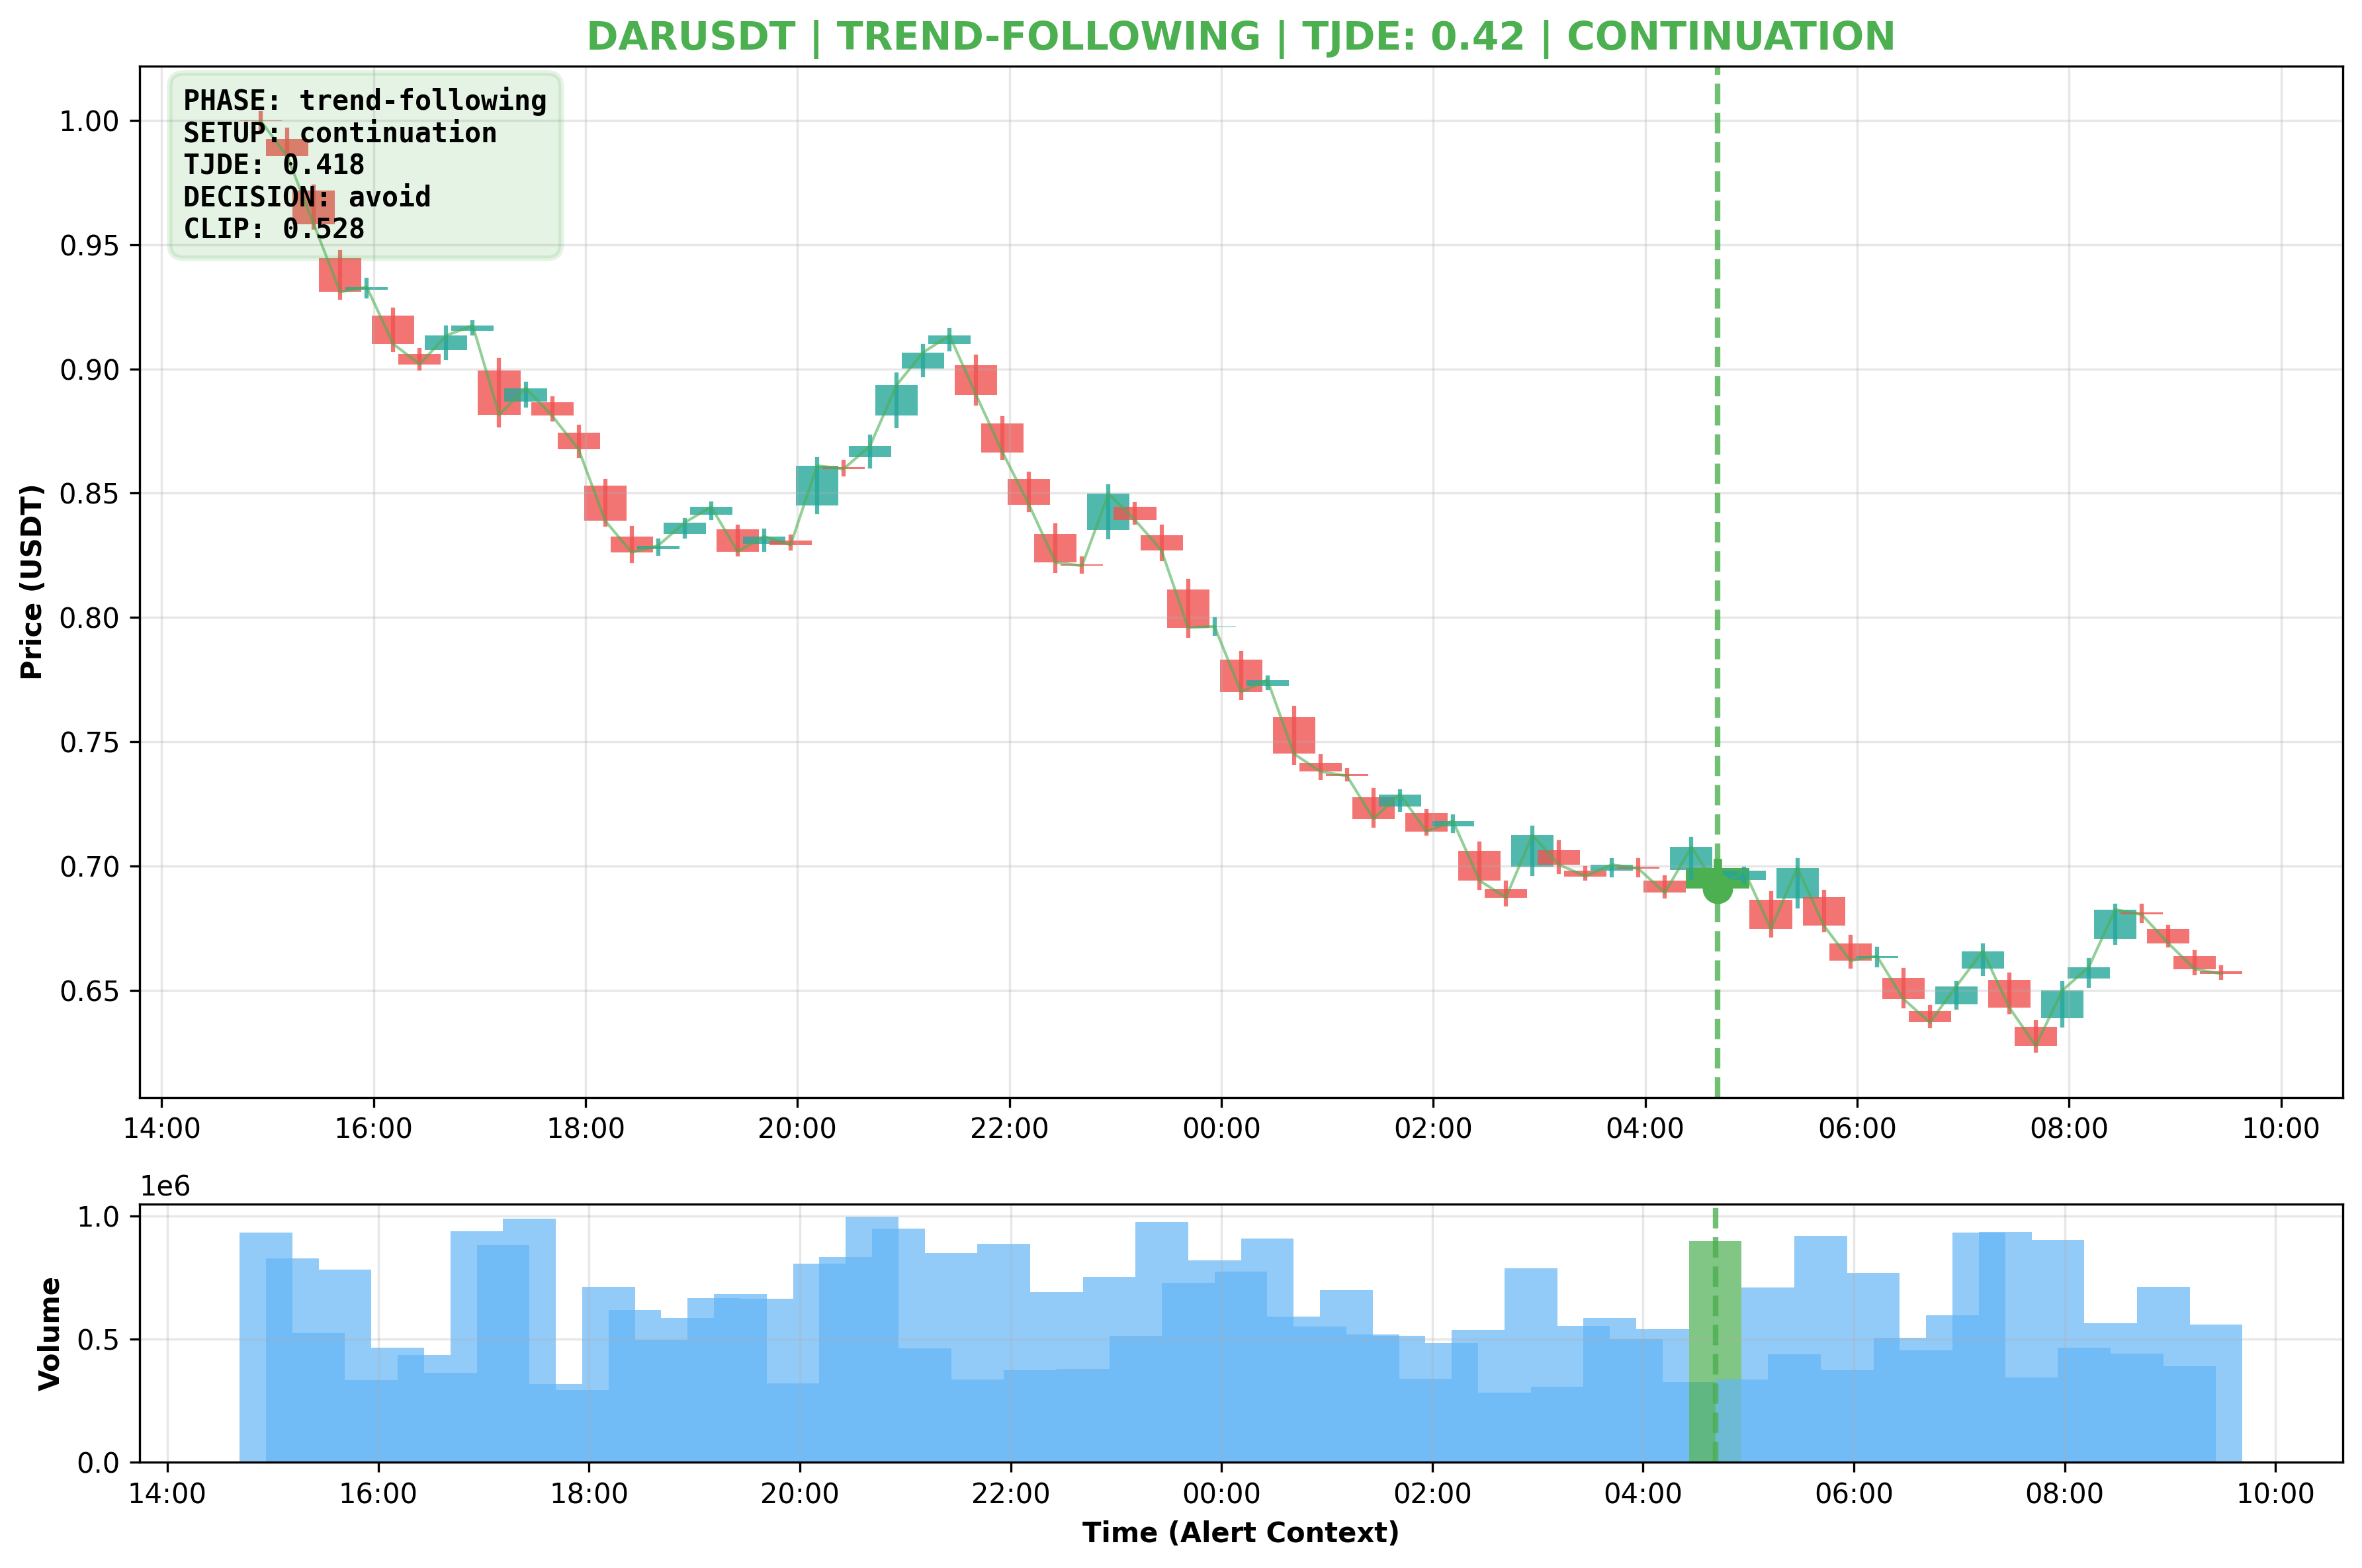 DARUSDT | TREND-FOLLOWING | TJDE: 0.42 | CONTINUATION
PHASE: trend-following
SETUP: continuation
TJDE: 0.418
DECISION: avoid
CLIP: 0.528
Price (USDT)
1.00
0.95
0.90
0.85
0.80
0.75
0.70
0.65
14:00 16:00 18:00 20:00 22:00 00:00 02:00 04:00 06:00 08:00 10:00
1e6
Volume
1.0
0.5
0.0
14:00 16:00 18:00 20:00 22:00 00:00 02:00 04:00 06:00 08:00 10:00
Time (Alert Context)